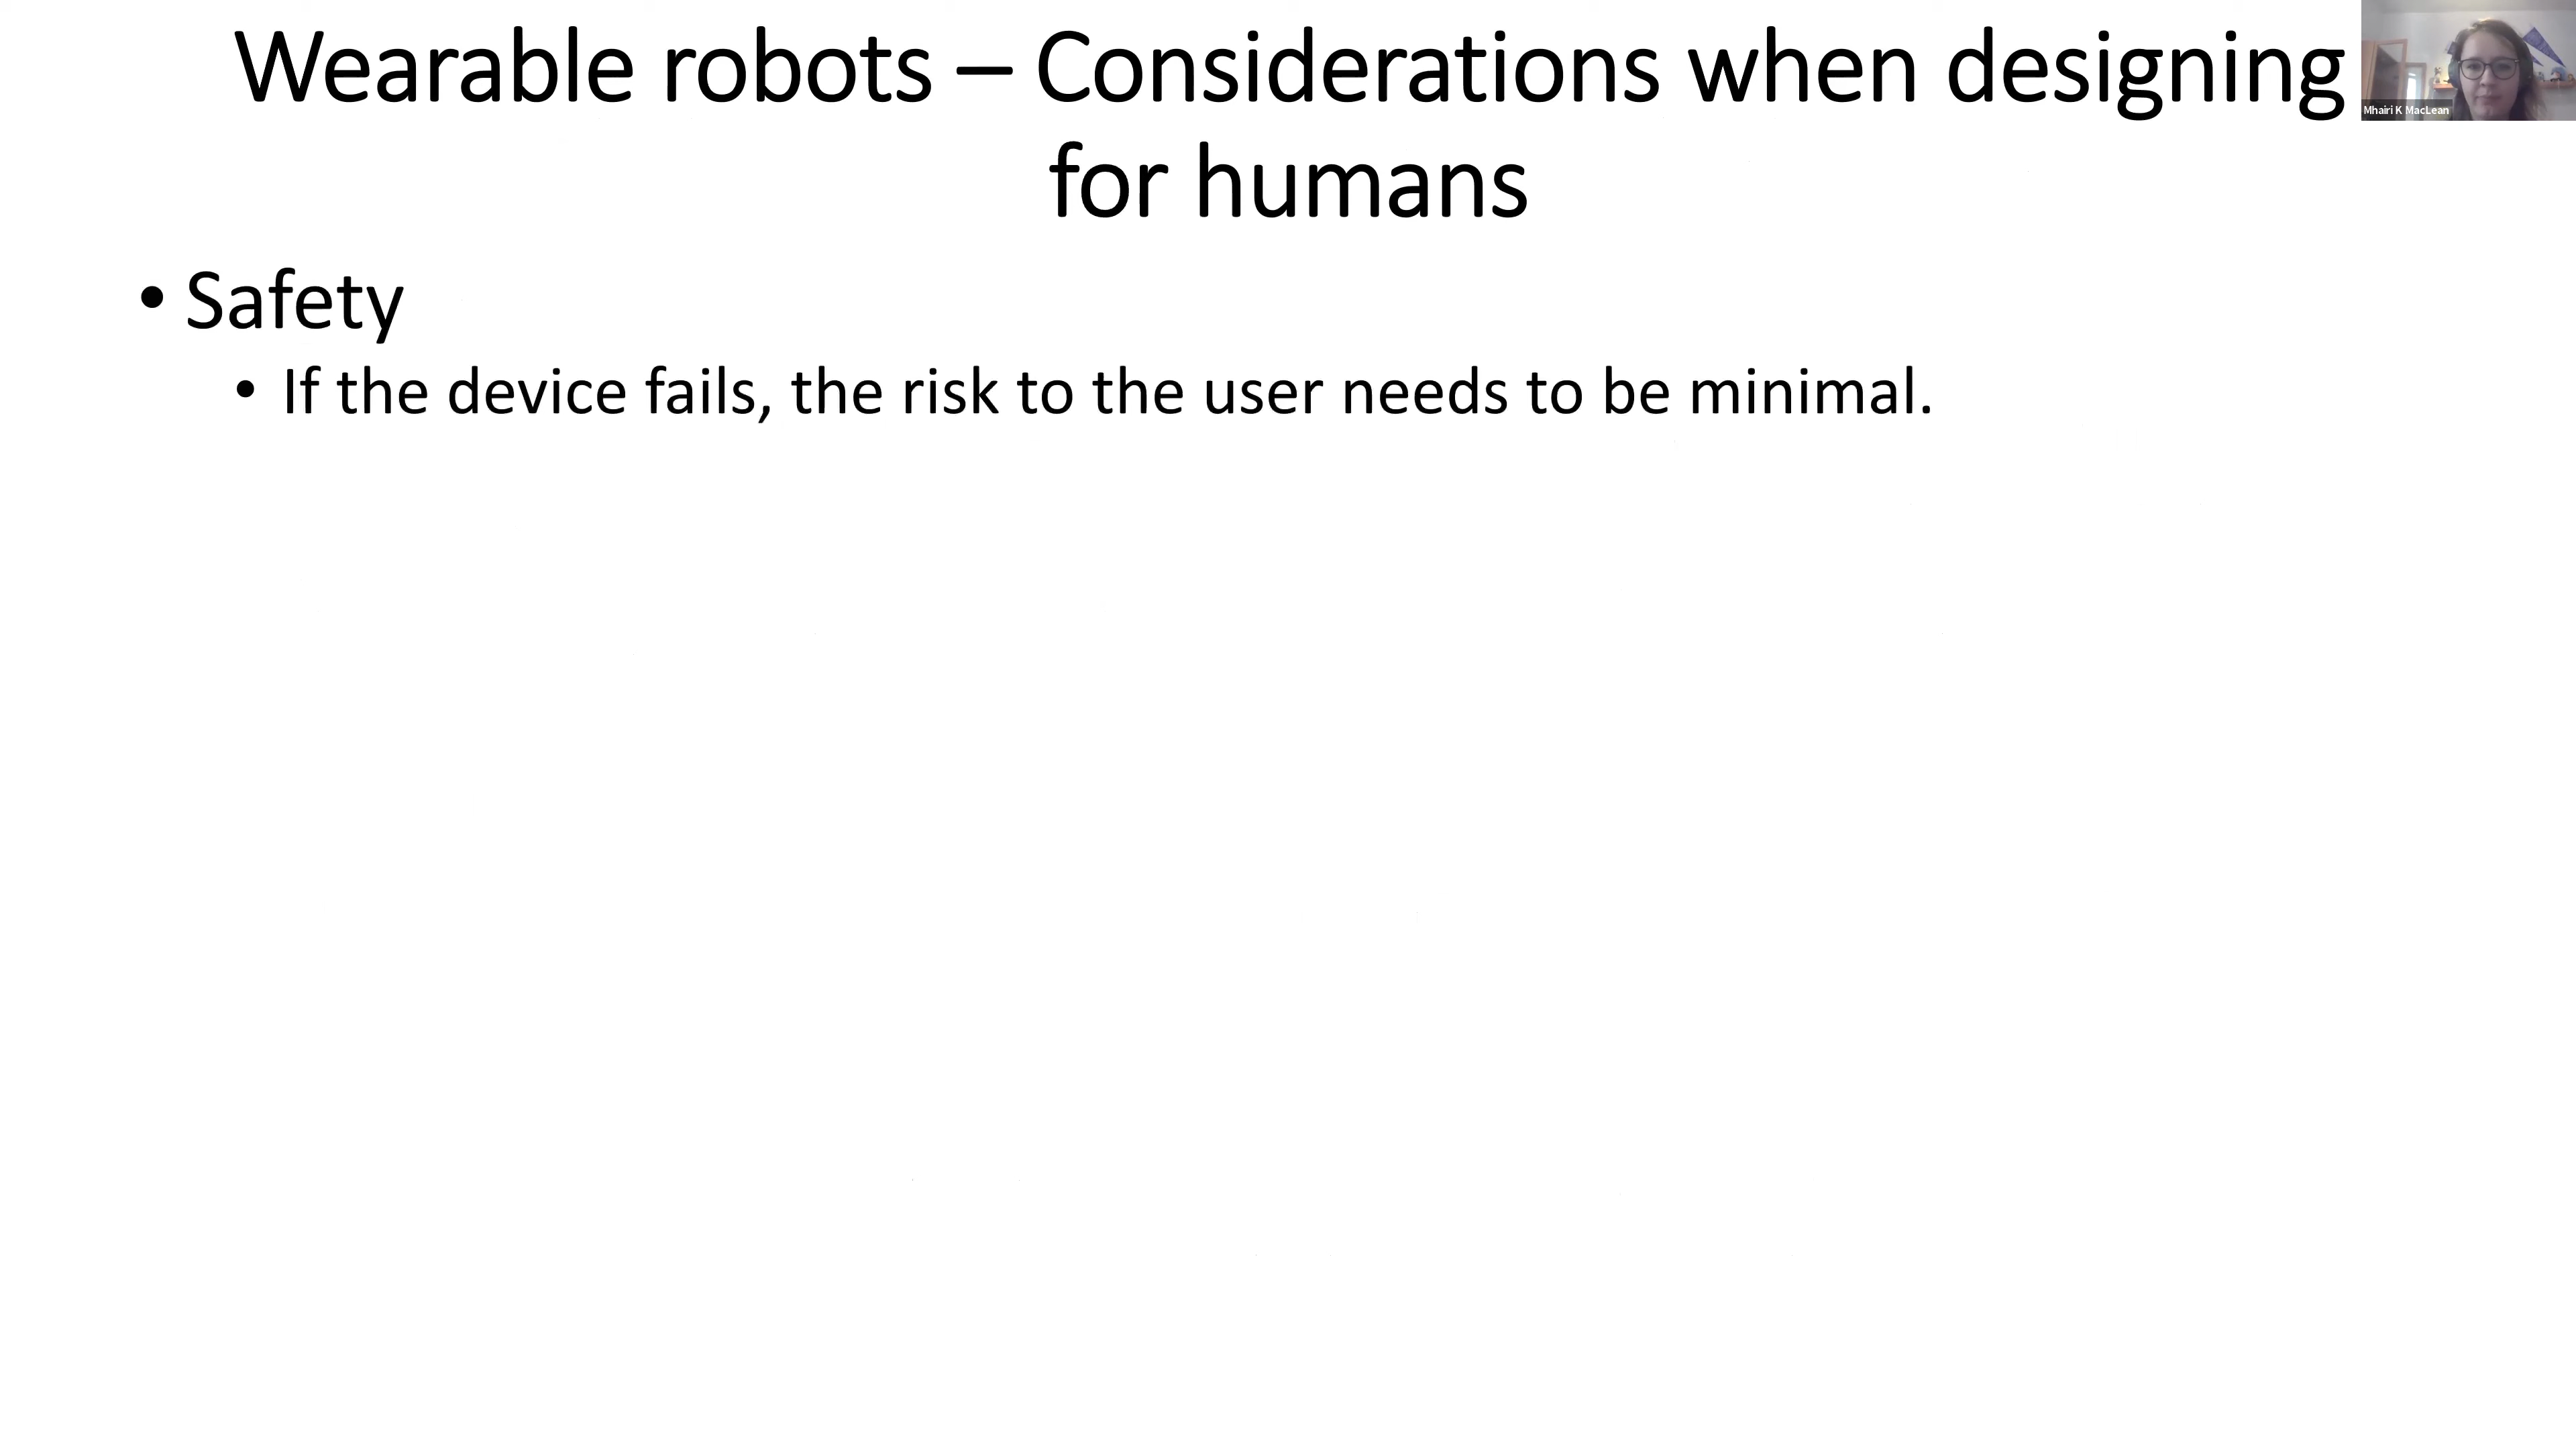 Wearable robots – Considerations when designing
for humans
Mhairi K MacLean
• Safety
• If the device fails, the risk to the user needs to be minimal.